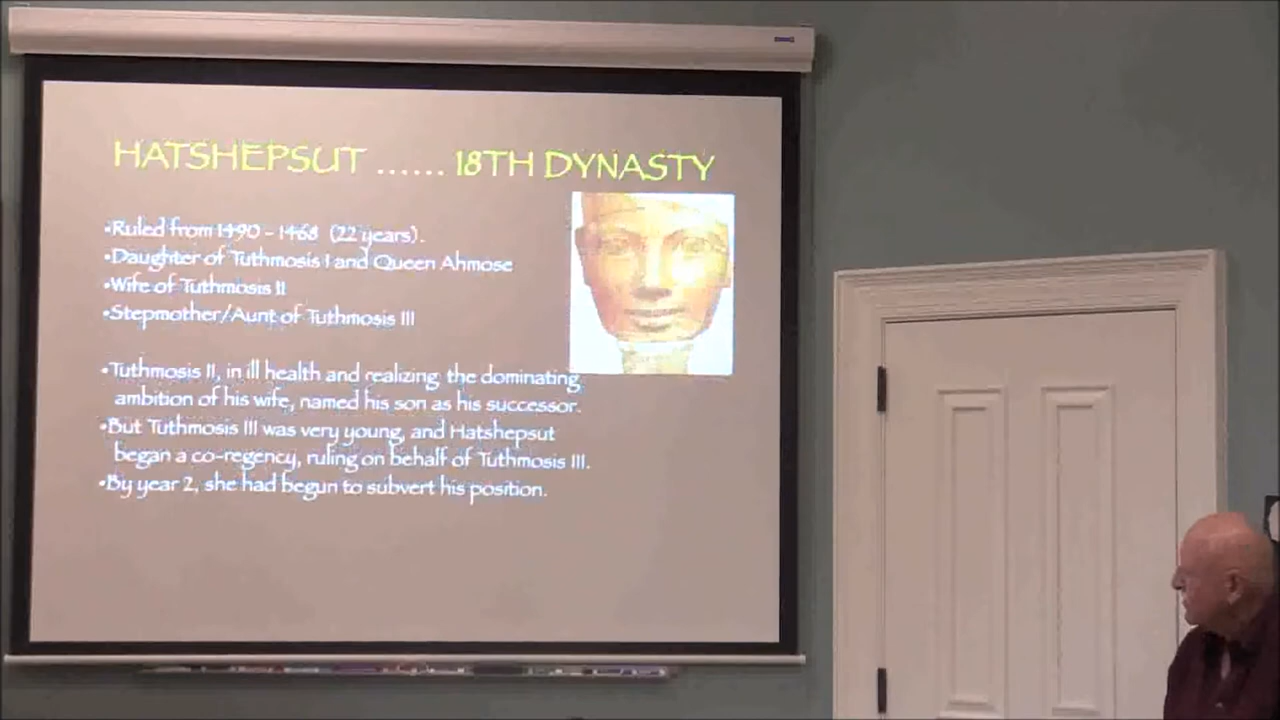 HATSHEPSUT ...... 18TH DYNASTY
•Ruled from 1490 – 1468 (22 years).
•Daughter of Tuthmosis I and Queen Ahmose
•Wife of Tuthmosis II
•Stepmother/Aunt of Tuthmosis III
•Tuthmosis II, in ill health and realizing the dominating
ambition of his wife, named his son as his successor.
•But Tuthmosis III was very young, and Hatshepsut
began a co-regency, ruling on behalf of Tuthmosis III.
•By year 2, she had begun to subvert his position.